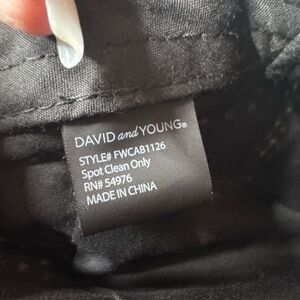 DAVID and YOUNG®
STYLE# FWCAB1126
Spot Clean Only
RN# 54976
MADE IN CHINA